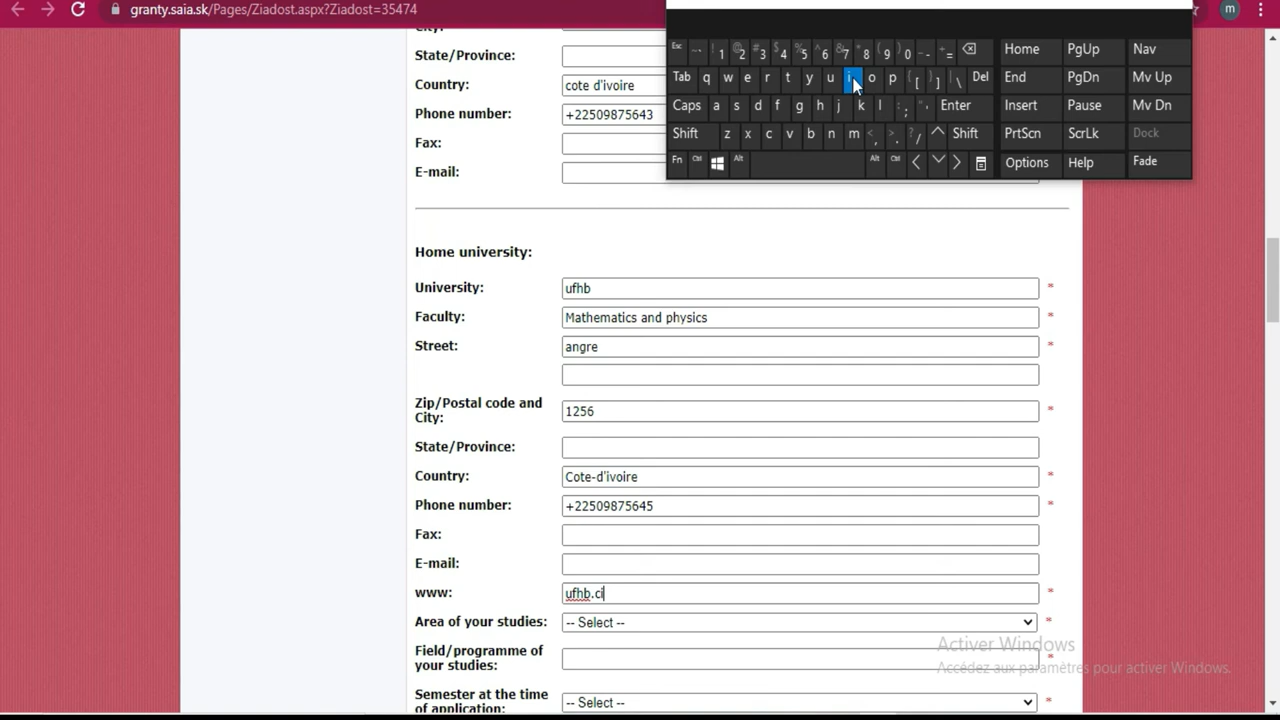 granty.saia.sk/Pages/Ziadost.aspx?Ziadost=35474
m
State/Province:
Country: cote d'ivoire
Phone number: +22509875643
Fax:
E-mail:
Esc ~ ` ! 1 @ 2 # 3 $ 4 % 5 ^ 6 & 7 * 8 ( 9 ) 0 _ - + = Home PgUp Nav
Tab q w e r t y u i o p { [ } ] | \ Del End PgDn Mv Up
Caps a s d f g h j k l : ; " ' Enter Insert Pause Mv Dn
Shift z x c v b n m < , > . ? / Shift PrtScn ScrLk Dock
Fn Ctrl Alt Alt Ctrl Options Help Fade
Home university:
University: ufhb *
Faculty: Mathematics and physics *
Street: angre *
Zip/Postal code and
City: 1256 *
State/Province:
Country: Cote-d'ivoire *
Phone number: +22509875645 *
Fax:
E-mail:
www: ufhb.ci *
Area of your studies: -- Select -- *
Activer Windows
Field/programme of
your studies: *
Accédez aux paramètres pour activer Windows.
Semester at the time
of application: -- Select -- *